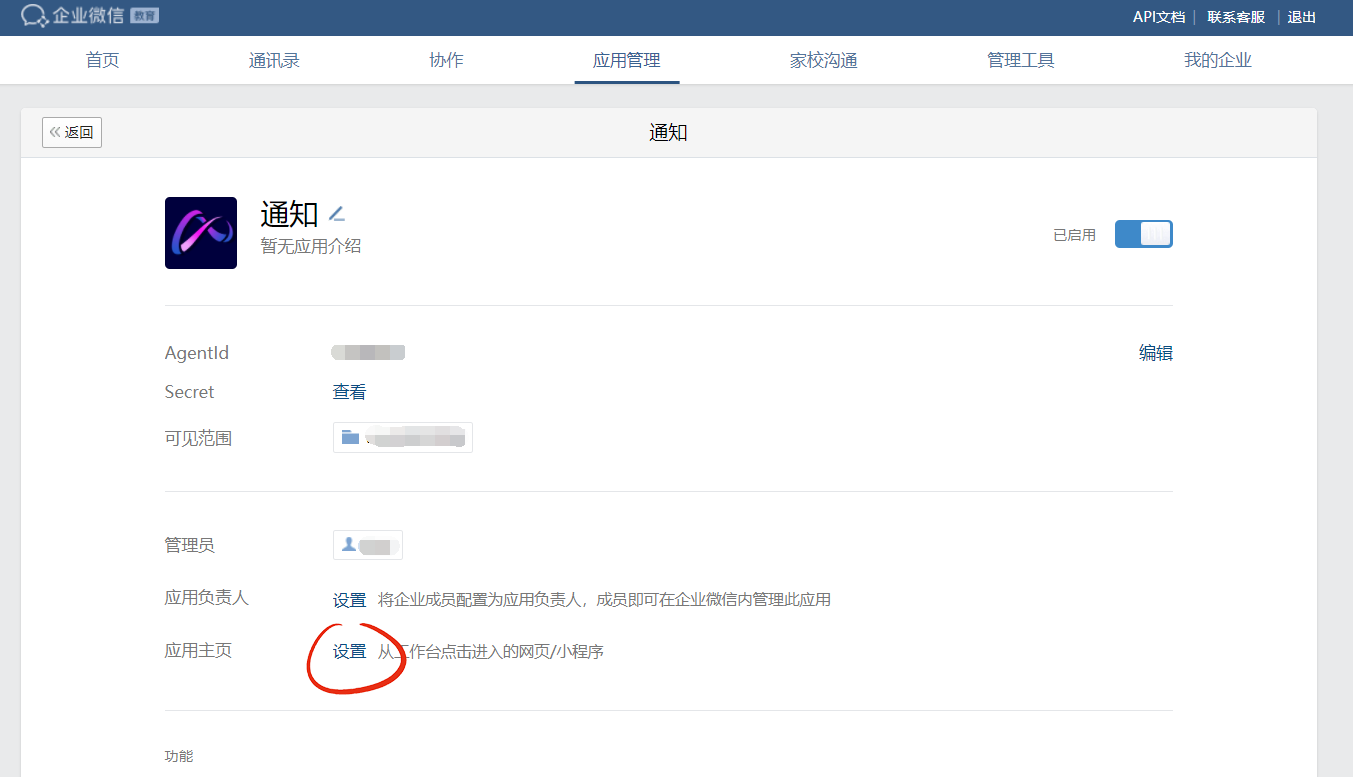 企业微信 教育
API文档 | 联系客服 | 退出
首页 通讯录 协作 应用管理 家校沟通 管理工具 我的企业
<< 返回
通知
通知
暂无应用介绍
已启用
AgentId
编辑
Secret 查看
可见范围
管理员
应用负责人 设置 将企业成员配置为应用负责人，成员即可在企业微信内管理此应用
应用主页 设置 从工作台点击进入的网页/小程序
功能